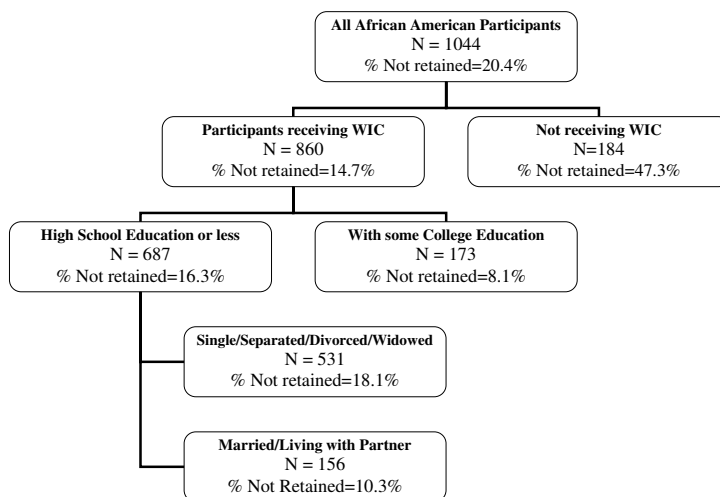 All African American Participants
N = 1044
% Not retained=20.4%
Participants receiving WIC
N = 860
% Not retained=14.7%
Not receiving WIC
N=184
% Not retained=47.3%
High School Education or less
N = 687
% Not retained=16.3%
With some College Education
N = 173
% Not retained=8.1%
Single/Separated/Divorced/Widowed
N = 531
% Not retained=18.1%
Married/Living with Partner
N = 156
% Not Retained=10.3%